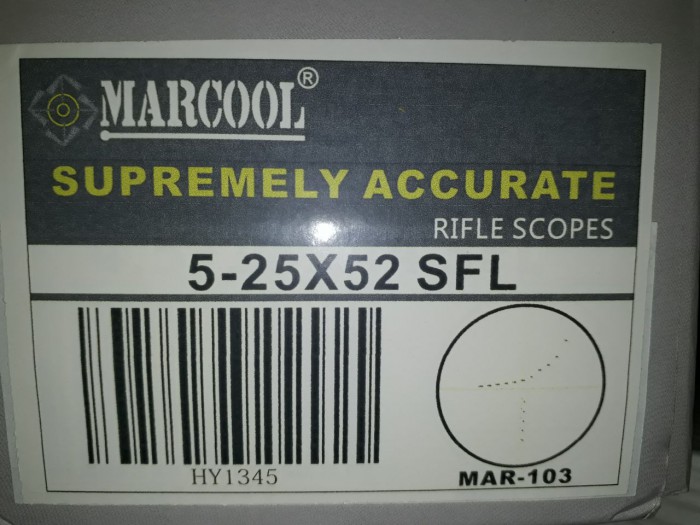 MARCOOL®
SUPREMELY ACCURATE
RIFLE SCOPES
5-25X52 SFL
HY1345
MAR-103